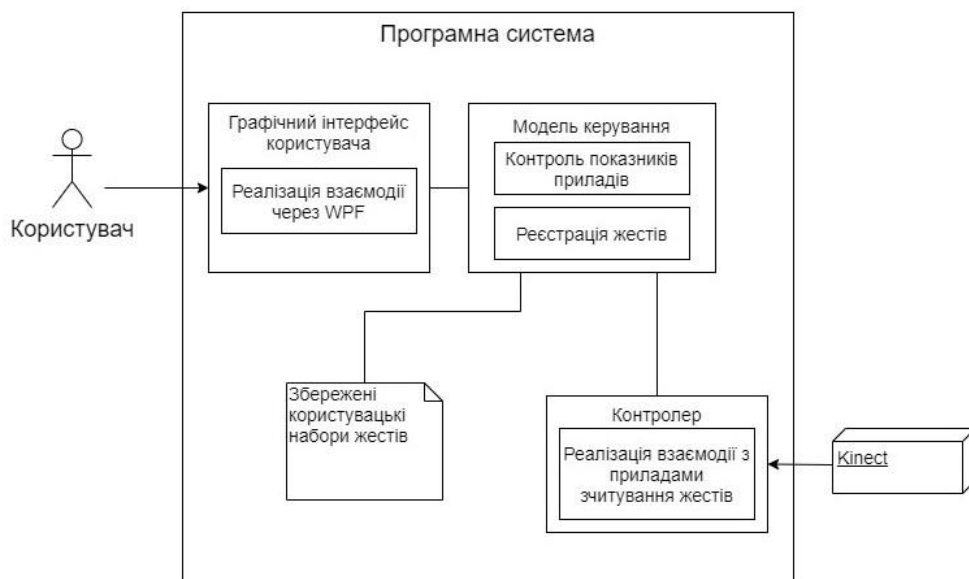 Програмна система
Графічний інтерфейс
користувача
Реалізація взаємодії
через WPF
Модель керування
Контроль показників
приладів
Реєстрація жестів
Користувач
Збережені
користувацькі
набори жестів
Контролер
Реалізація взаємодії з
приладами
зчитування жестів
Kinect